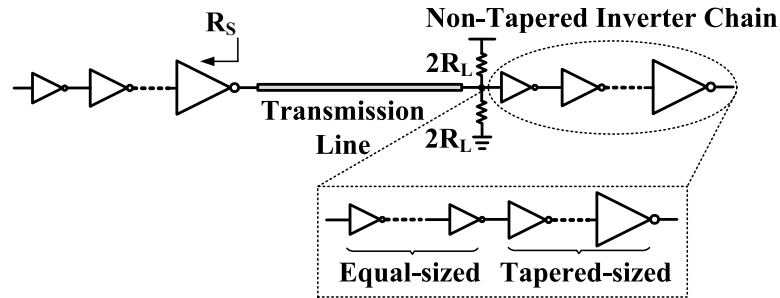 Non-Tapered Inverter Chain
R_S
2R_L
Transmission
Line
2R_L
Equal-sized
Tapered-sized